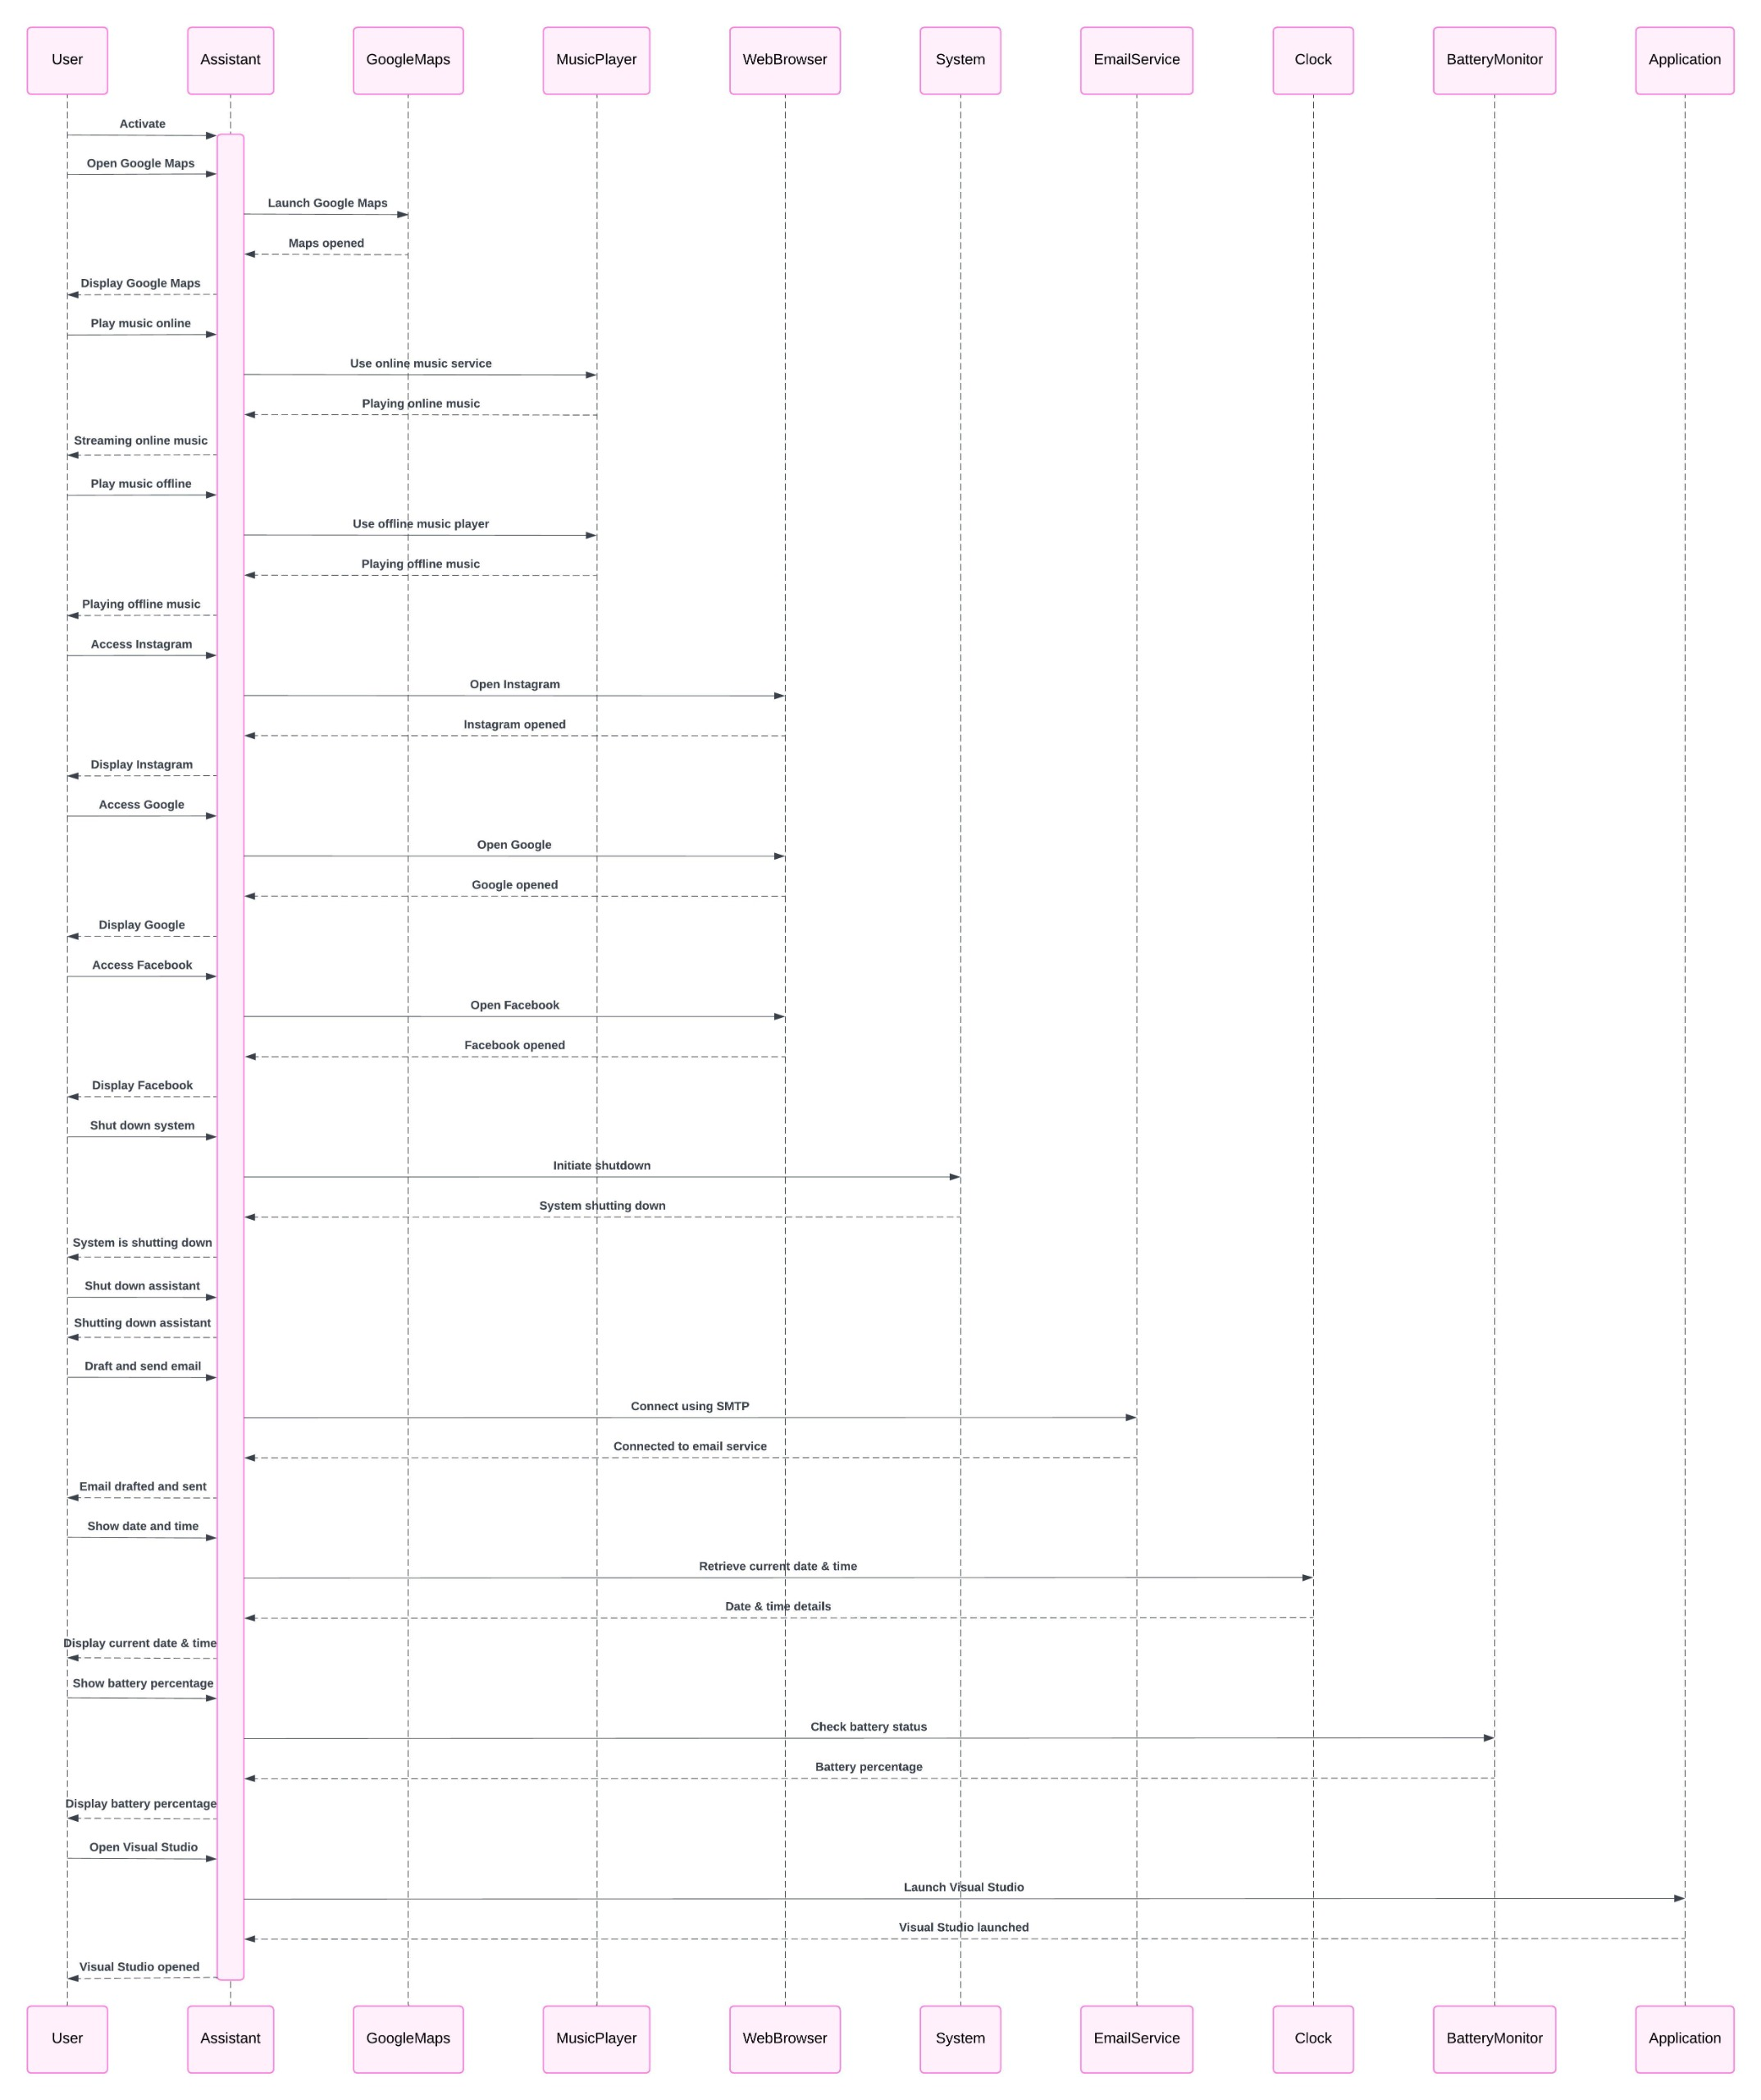 User
Assistant
GoogleMaps
MusicPlayer
WebBrowser
System
EmailService
Clock
BatteryMonitor
Application
Activate
Open Google Maps
Launch Google Maps
Maps opened
Display Google Maps
Play music online
Use online music service
Playing online music
Streaming online music
Play music offline
Use offline music player
Playing offline music
Playing offline music
Access Instagram
Open Instagram
Instagram opened
Display Instagram
Access Google
Open Google
Google opened
Display Google
Access Facebook
Open Facebook
Facebook opened
Display Facebook
Shut down system
Initiate shutdown
System shutting down
System is shutting down
Shut down assistant
Shutting down assistant
Draft and send email
Connect using SMTP
Connected to email service
Email drafted and sent
Show date and time
Retrieve current date & time
Date & time details
Display current date & time
Show battery percentage
Check battery status
Battery percentage
Display battery percentage
Open Visual Studio
Launch Visual Studio
Visual Studio launched
Visual Studio opened
User
Assistant
GoogleMaps
MusicPlayer
WebBrowser
System
EmailService
Clock
BatteryMonitor
Application